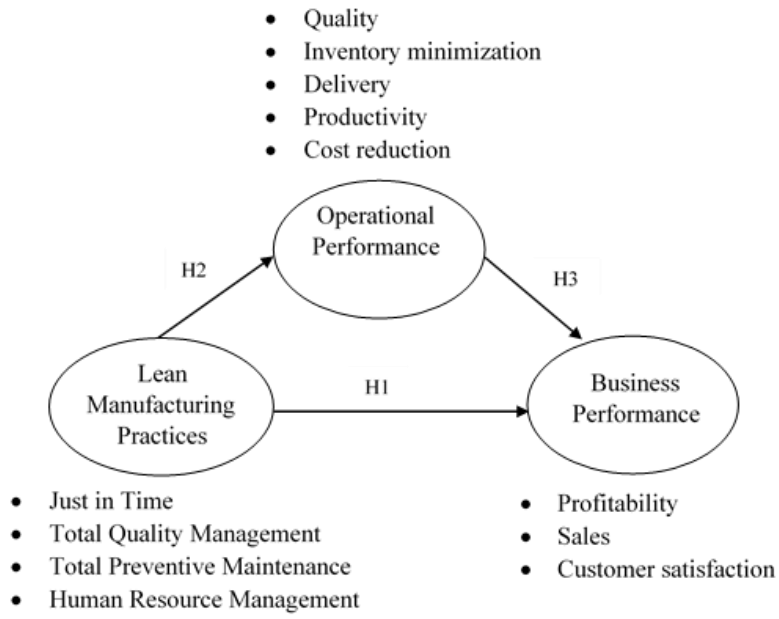 • Quality
• Inventory minimization
• Delivery
• Productivity
• Cost reduction
Operational
Performance
H2
H3
Lean
Manufacturing
Practices
H1
Business
Performance
• Just in Time
• Total Quality Management
• Total Preventive Maintenance
• Human Resource Management
• Profitability
• Sales
• Customer satisfaction